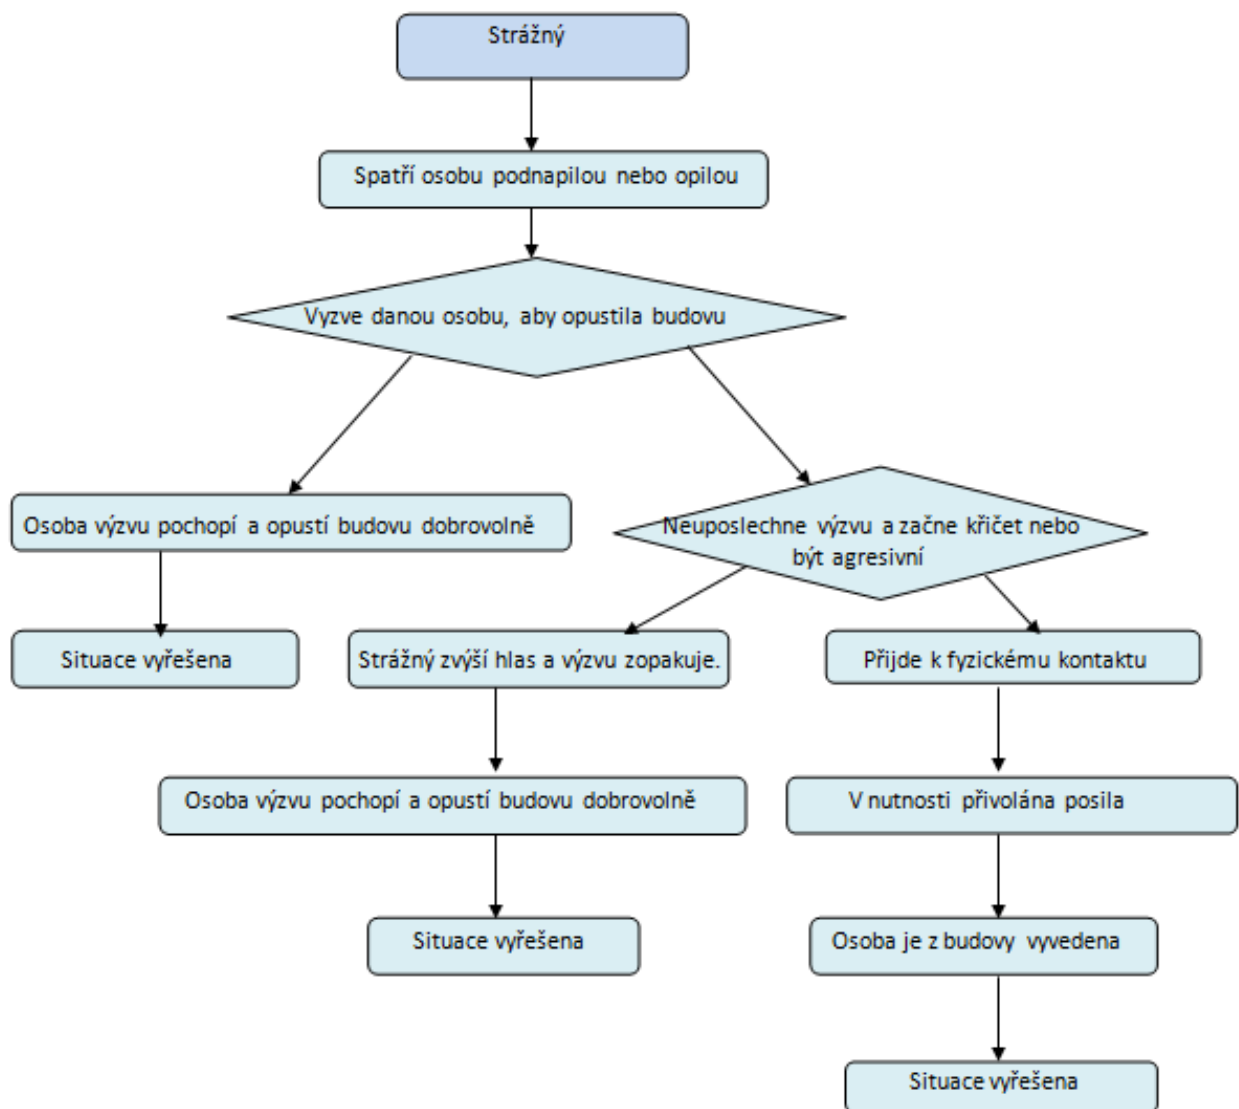 Strážný
Spatří osobu podnapilou nebo opilou
Vyzve danou osobu, aby opustila budovu
Osoba výzvu pochopí a opustí budovu dobrovolně
Neuposlechne výzvu a začne křičet nebo
být agresivní
Situace vyřešena
Strážný zvýší hlas a výzvu zopakuje.
Přijde k fyzickému kontaktu
Osoba výzvu pochopí a opustí budovu dobrovolně
V nutnosti přivolána posila
Situace vyřešena
Osoba je z budovy vyvedena
Situace vyřešena